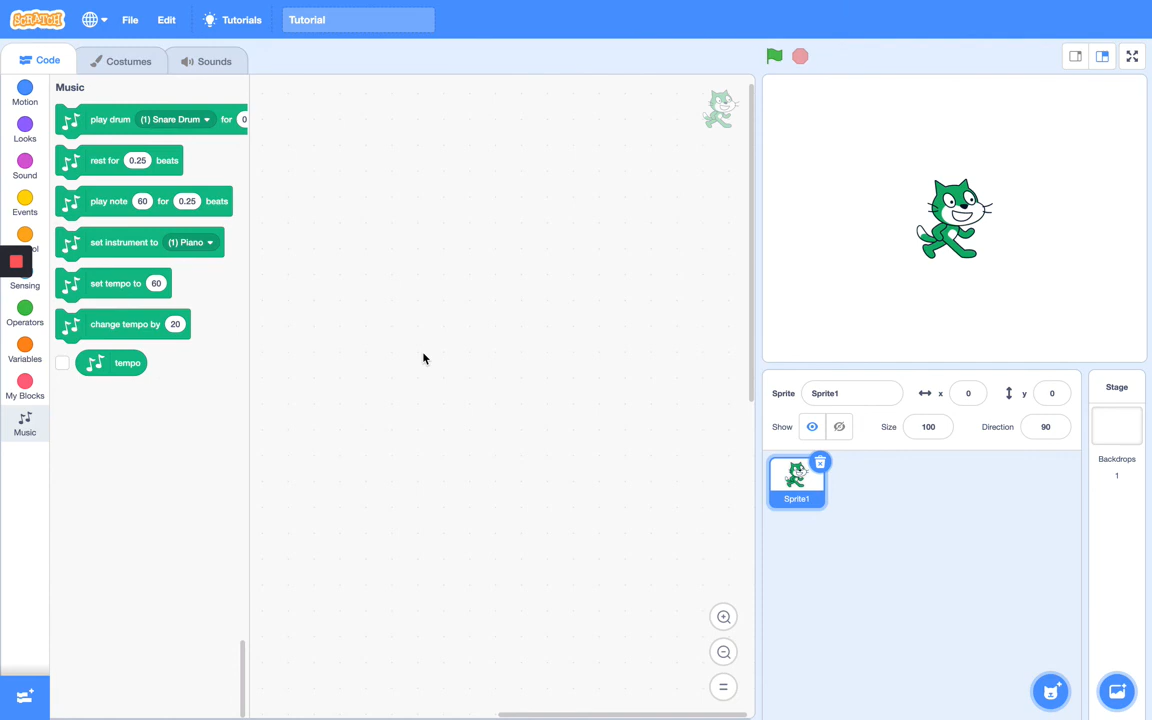 SCRATCH File Edit Tutorials Tutorial
Code Costumes Sounds
Motion
Looks
Sound
Events
Sensing
Operators
Variables
My Blocks
Music
Music
play drum (1) Snare Drum for 0
rest for 0.25 beats
play note 60 for 0.25 beats
set instrument to (1) Piano
set tempo to 60
change tempo by 20
tempo
Sprite Sprite1 x 0 y 0
Show Size 100 Direction 90
Sprite1
Stage
Backdrops
1